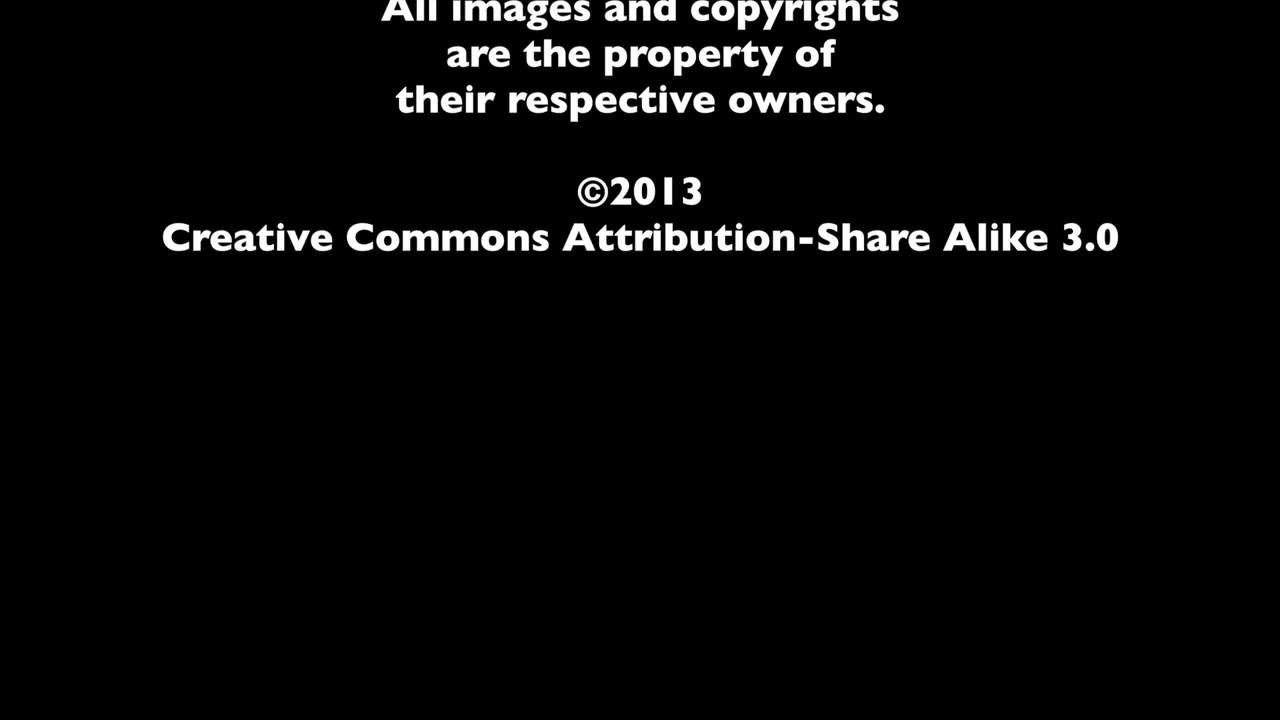 All images and copyrights
are the property of
their respective owners.
©2013
Creative Commons Attribution-Share Alike 3.0